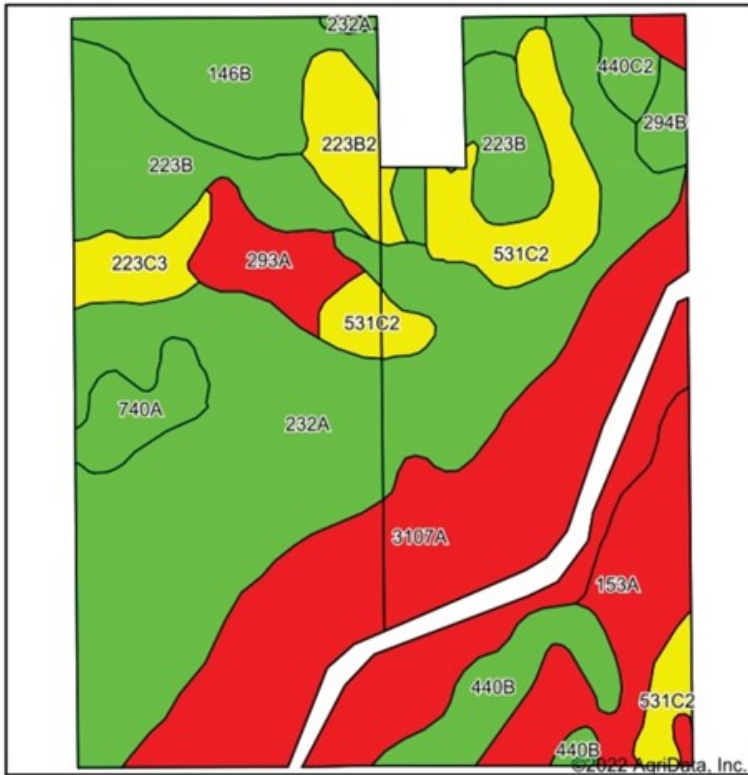 232A
146B
440C2
294B
223B2
223B
223B
531C2
223C3
293A
531C2
740A
232A
3107A
153A
440B
531C2
440B
©2022 AgriData, Inc.